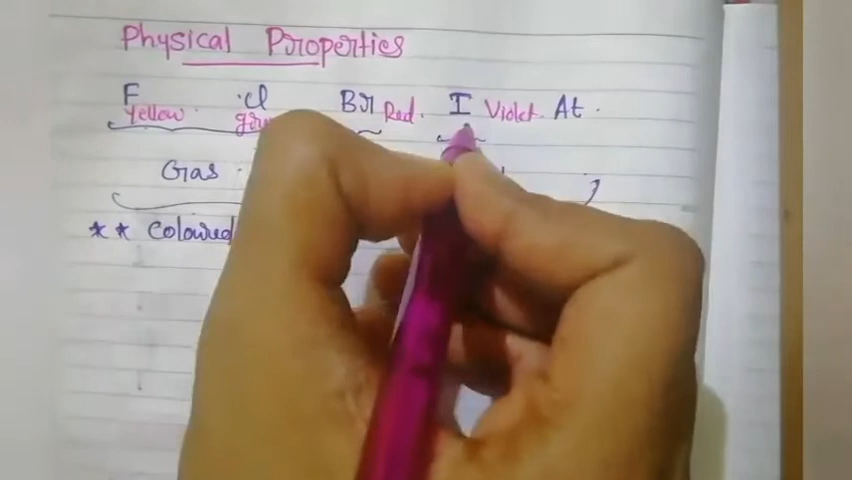 Physical Properties
F Cl Br I At
Yellow Red Violet
Gas
** Coloured